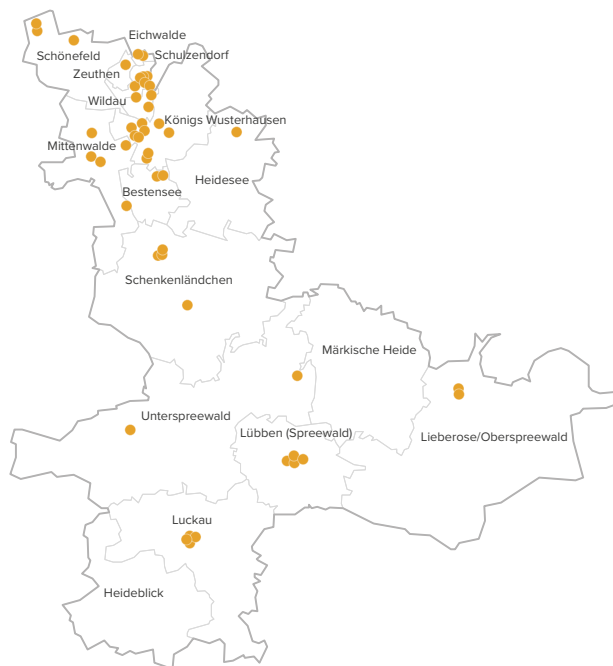 Eichwalde
Schulzendorf
Schönefeld
Zeuthen
Wildau
Königs Wusterhausen
Mittenwalde
Heidesee
Bestensee
Schenkenländchen
Märkische Heide
Unterspreewald
Lübben (Spreewald)
Lieberose/Oberspreewald
Luckau
Heideblick